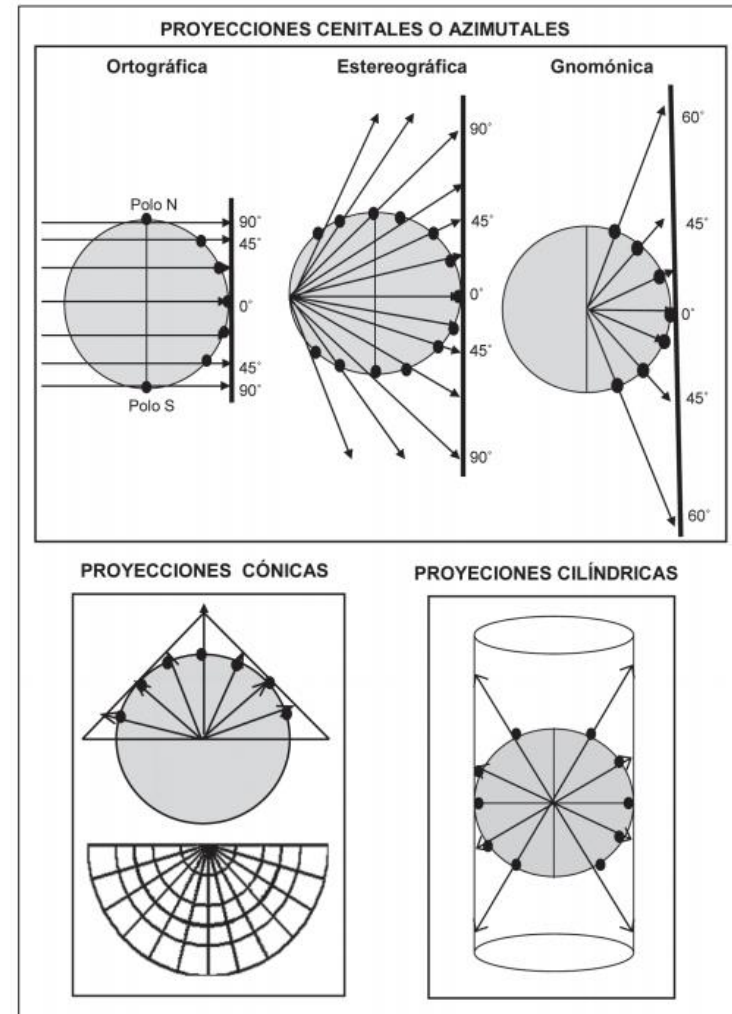 PROYECCIONES CENITALES O AZIMUTALES
Ortográfica
Estereográfica
Gnomónica
Polo N
90°
45°
0°
45°
90°
Polo S
90°
45°
0°
45°
90°
60°
45°
0°
45°
60°
PROYECCIONES CÓNICAS
PROYECIONES CILÍNDRICAS